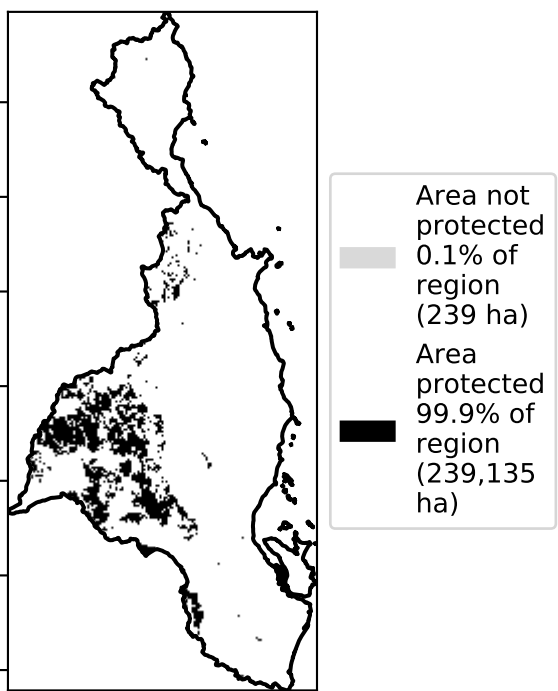 Area not
protected
0.1% of
region
(239 ha)
Area
protected
99.9% of
region
(239,135
ha)